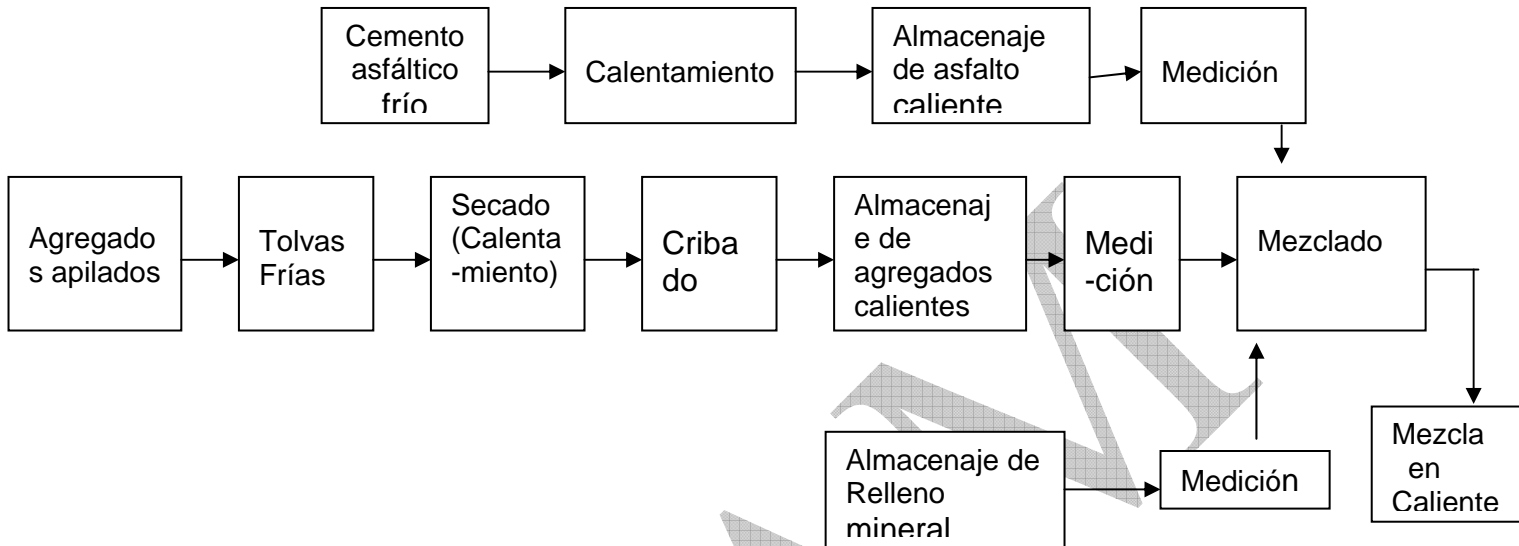 Cemento
asfáltico
frío
Calentamiento
Almacenaje
de asfalto
caliente
Medición
Agregado
s apilados
Tolvas
Frías
Secado
(Calenta
-miento)
Criba
do
Almacenaj
e de
agregados
calientes
Medi
-ción
Mezclado
Almacenaje de
Relleno
mineral
Medición
Mezcla
en
Caliente